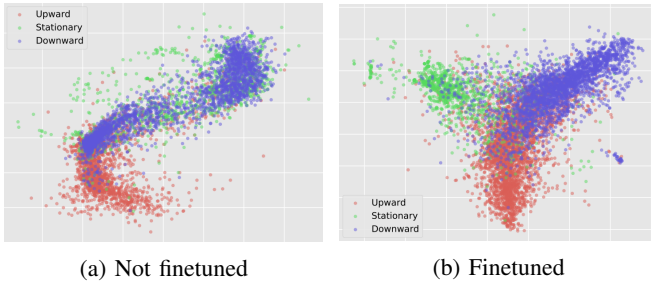 Upward
Stationary
Downward
Upward
Stationary
Downward
(a) Not finetuned
(b) Finetuned